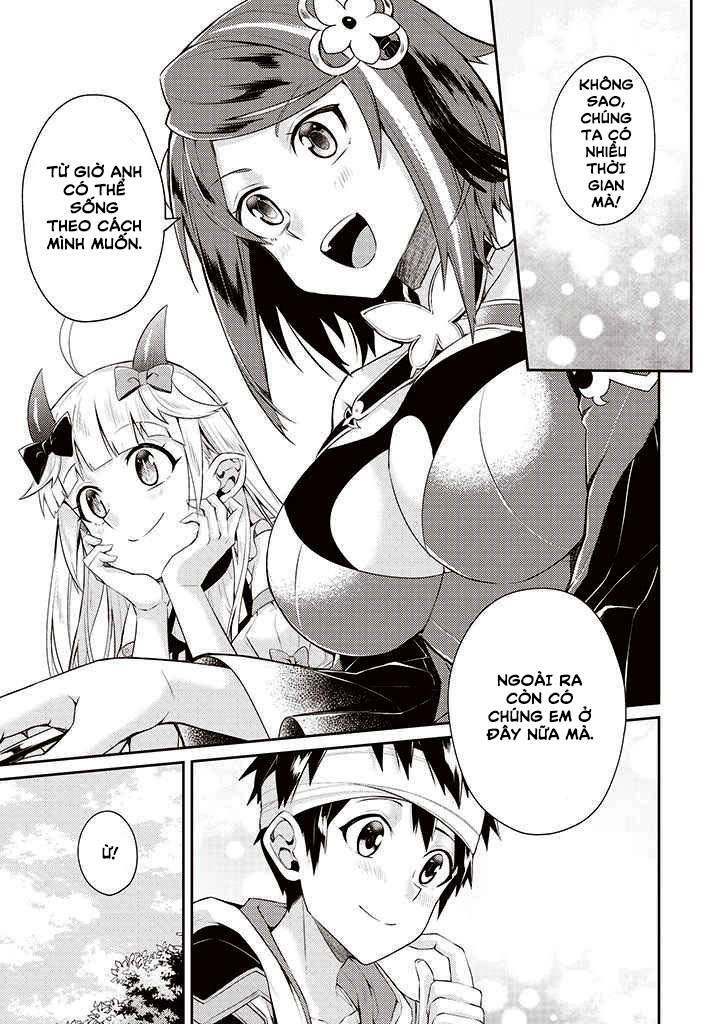 KHÔNG
SAO,
CHÚNG
TA CÓ
NHIỀU
THỜI
GIAN
MÀ!
TỪ GIỜ ANH
CÓ THỂ
SỐNG
THEO CÁCH
MÌNH MUỐN.
NGOÀI RA
CÒN CÓ
CHÚNG EM Ở
ĐÂY NỮA MÀ.
Ừ!